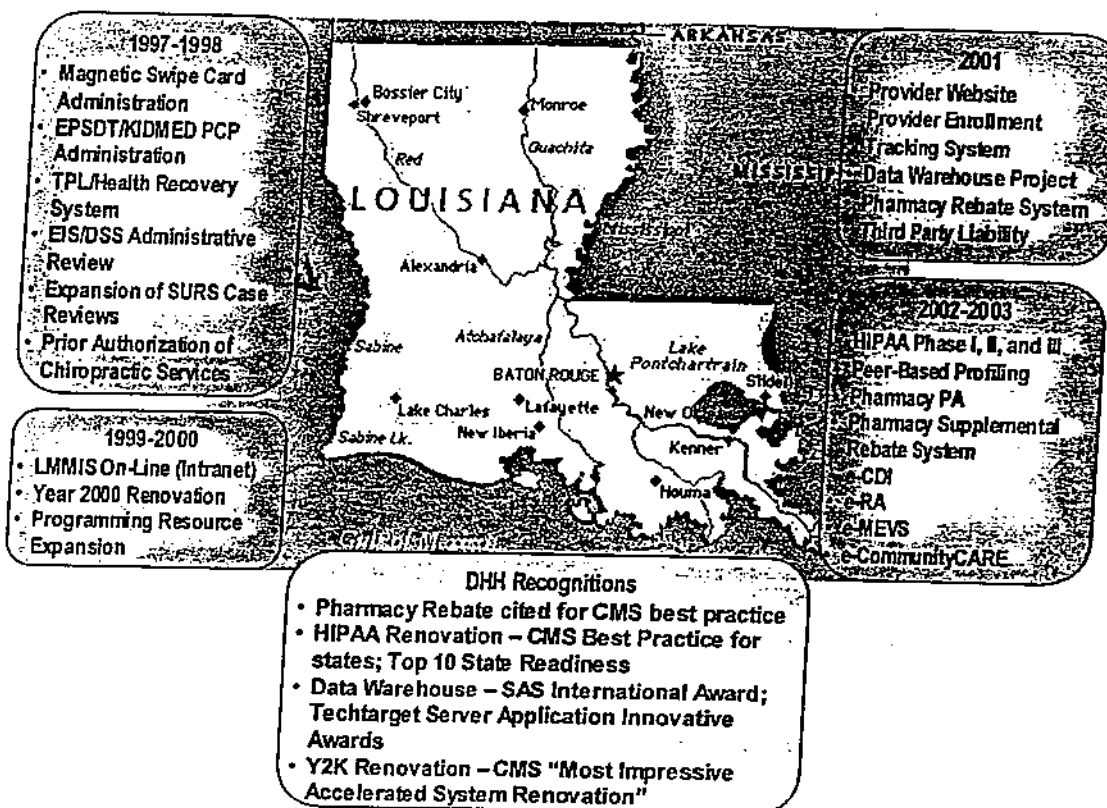 1997-1998
• Magnetic Swipe Card
Administration
• EPSDT/KIDMED PCP
Administration
• TPL/Health Recovery
System
• EIS/DSS Administrative
Review
• Expansion of SURS Case
Reviews
• Prior Authorization of
Chiropractic Services
1999-2000
• LMMIS On-Line (Intranet)
• Year 2000 Renovation
• Programming Resource
Expansion
ARKANSAS
Bossier City
Shreveport
Monroe
Red
Ouachita
LOUISIANA
Mississippi
Alexandria
Sabine
Atchafalaya
Lake
Pontchartrain
BATON ROUGE
Slidell
Lake Charles
Lafayette
New
New Iberia
Sabine Lk.
Kenner
Houma
2001
Provider Website
Provider Enrollment
Tracking System
Data Warehouse Project
Pharmacy Rebate System
Third Party Liability
2002-2003
HIPAA Phase I, II, and III
Peer-Based Profiling
Pharmacy PA
Pharmacy Supplemental
Rebate System
e-CDI
e-RA
e-MEVS
e-CommunityCARE
DHH Recognitions
• Pharmacy Rebate cited for CMS best practice
• HIPAA Renovation – CMS Best Practice for
states; Top 10 State Readiness
• Data Warehouse – SAS International Award;
Techtarget Server Application Innovative
Awards
• Y2K Renovation – CMS "Most Impressive
Accelerated System Renovation"